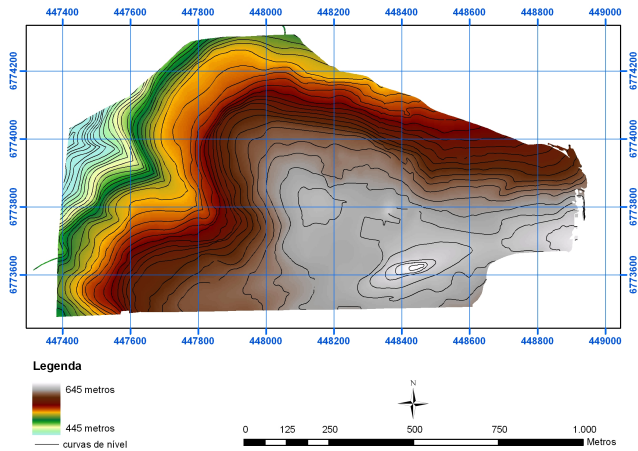 447400 447600 447800 448000 448200 448400 448600 448800 449000
6774200 6774200
6774000 6774000
6773800 6773800
6773600 6773600
447400 447600 447800 448000 448200 448400 448600 448800 449000
Legenda
645 metros
445 metros
curvas de nivel
N
0 125 250 500 750 1.000
Metros